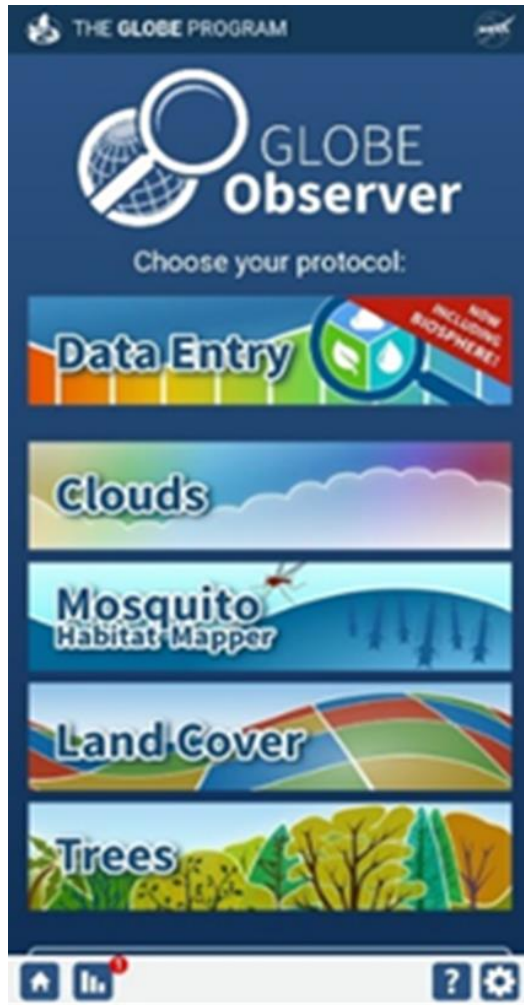 THE GLOBE PROGRAM
NASA
GLOBE
Observer
Choose your protocol:
Data Entry
NOW
INCLUDING
BIOSPHERE!
Clouds
Mosquito
Habitat Mapper
Land Cover
Trees
1
?